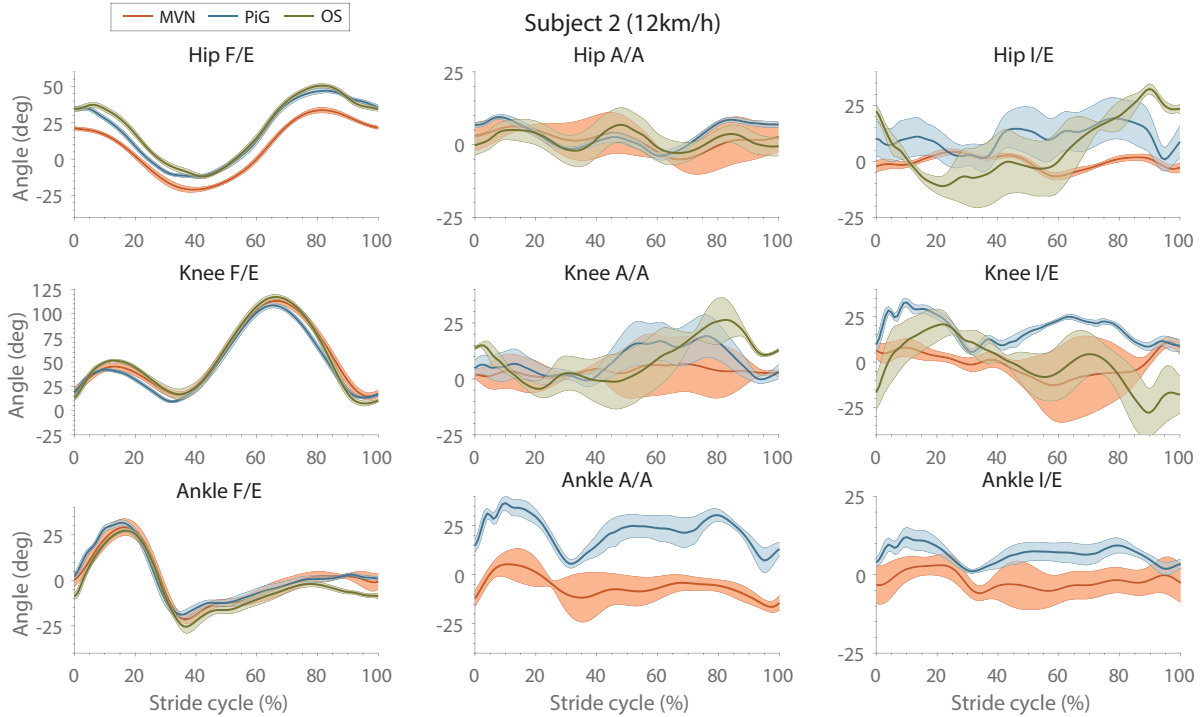 MVN PiG OS
Subject 2 (12km/h)
Hip F/E Hip A/A Hip I/E
Angle (deg)
50
25
0
-25
0 20 40 60 80 100
25
0
-25
0 20 40 60 80 100
25
0
-25
0 20 40 60 80 100
Knee F/E Knee A/A Knee I/E
Angle (deg)
125
100
75
50
25
0
-25
0 20 40 60 80 100
25
0
-25
0 20 40 60 80 100
25
0
-25
0 20 40 60 80 100
Ankle F/E Ankle A/A Ankle I/E
Angle (deg)
25
0
-25
0 20 40 60 80 100
25
0
-25
0 20 40 60 80 100
25
0
-25
0 20 40 60 80 100
Stride cycle (%) Stride cycle (%) Stride cycle (%)